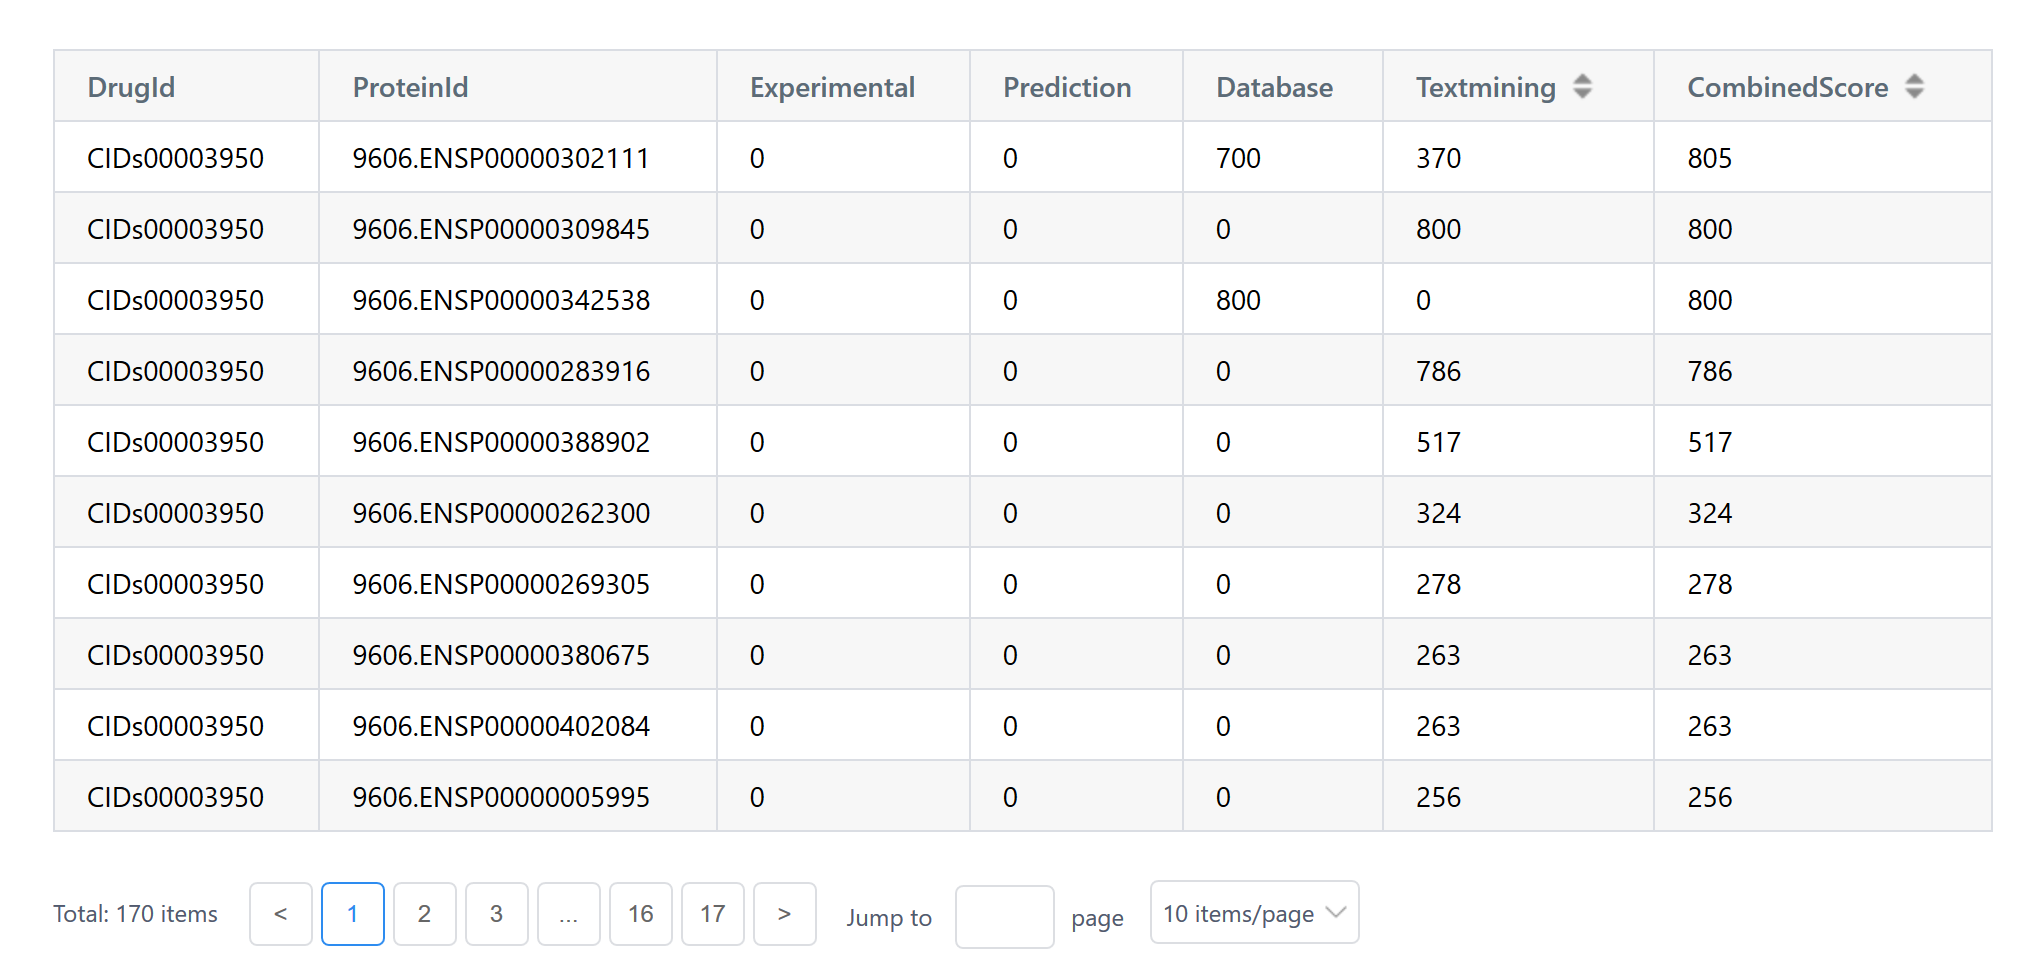 DrugId ProteinId Experimental Prediction Database Textmining CombinedScore
CIDs00003950 9606.ENSP00000302111 0 0 700 370 805
CIDs00003950 9606.ENSP00000309845 0 0 0 800 800
CIDs00003950 9606.ENSP00000342538 0 0 800 0 800
CIDs00003950 9606.ENSP00000283916 0 0 0 786 786
CIDs00003950 9606.ENSP00000388902 0 0 0 517 517
CIDs00003950 9606.ENSP00000262300 0 0 0 324 324
CIDs00003950 9606.ENSP00000269305 0 0 0 278 278
CIDs00003950 9606.ENSP00000380675 0 0 0 263 263
CIDs00003950 9606.ENSP00000402084 0 0 0 263 263
CIDs00003950 9606.ENSP00000005995 0 0 0 256 256
Total: 170 items < 1 2 3 ... 16 17 > Jump to page 10 items/page